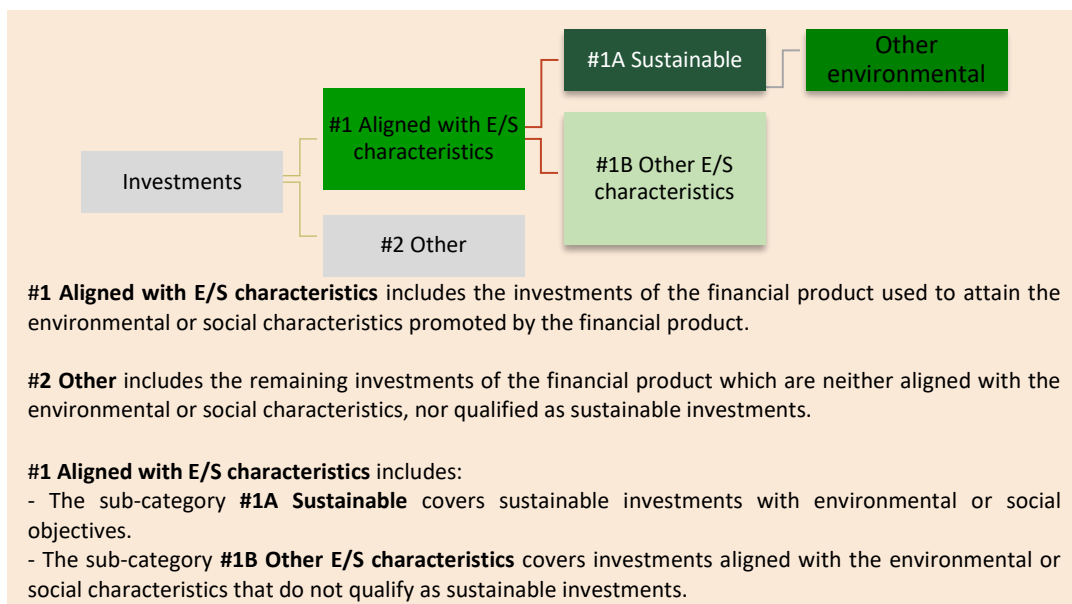 #1A Sustainable
Other
environmental
#1 Aligned with E/S
characteristics
#1B Other E/S
characteristics
Investments
#2 Other
#1 Aligned with E/S characteristics includes the investments of the financial product used to attain the
environmental or social characteristics promoted by the financial product.
#2 Other includes the remaining investments of the financial product which are neither aligned with the
environmental or social characteristics, nor qualified as sustainable investments.
#1 Aligned with E/S characteristics includes:
- The sub-category #1A Sustainable covers sustainable investments with environmental or social
objectives.
- The sub-category #1B Other E/S characteristics covers investments aligned with the environmental or
social characteristics that do not qualify as sustainable investments.